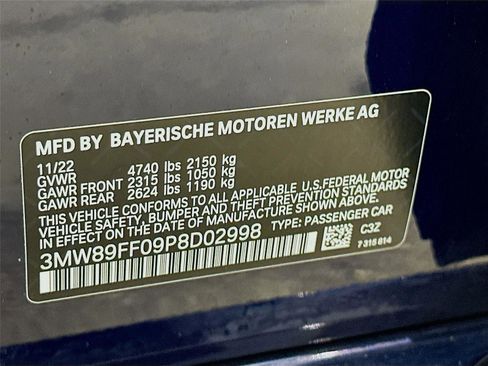 MFD BY BAYERISCHE MOTOREN WERKE AG
11/22
GVWR 4740 lbs 2150 kg
GAWR FRONT 2315 lbs 1050 kg
GAWR REAR 2624 lbs 1190 kg
THIS VEHICLE CONFORMS TO ALL APPLICABLE U.S.FEDERAL MOTOR
VEHICLE SAFETY, BUMPER AND THEFT PREVENTION STANDARDS
IN EFFECT ON THE DATE OF MANUFACTURE SHOWN ABOVE.
3MW89FF09P8D02998 TYPE: PASSENGER CAR
C3Z
7 315 814